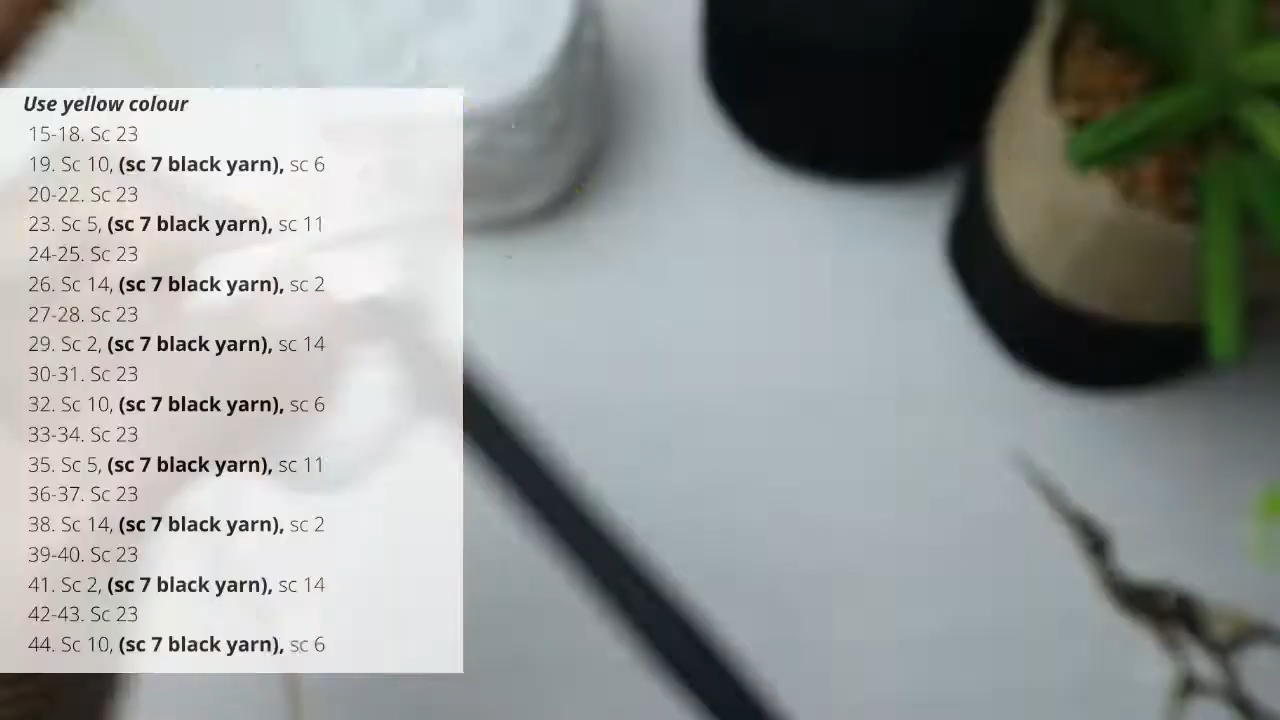 Use yellow colour
15-18. Sc 23
19. Sc 10, (sc 7 black yarn), sc 6
20-22. Sc 23
23. Sc 5, (sc 7 black yarn), sc 11
24-25. Sc 23
26. Sc 14, (sc 7 black yarn), sc 2
27-28. Sc 23
29. Sc 2, (sc 7 black yarn), sc 14
30-31. Sc 23
32. Sc 10, (sc 7 black yarn), sc 6
33-34. Sc 23
35. Sc 5, (sc 7 black yarn), sc 11
36-37. Sc 23
38. Sc 14, (sc 7 black yarn), sc 2
39-40. Sc 23
41. Sc 2, (sc 7 black yarn), sc 14
42-43. Sc 23
44. Sc 10, (sc 7 black yarn), sc 6